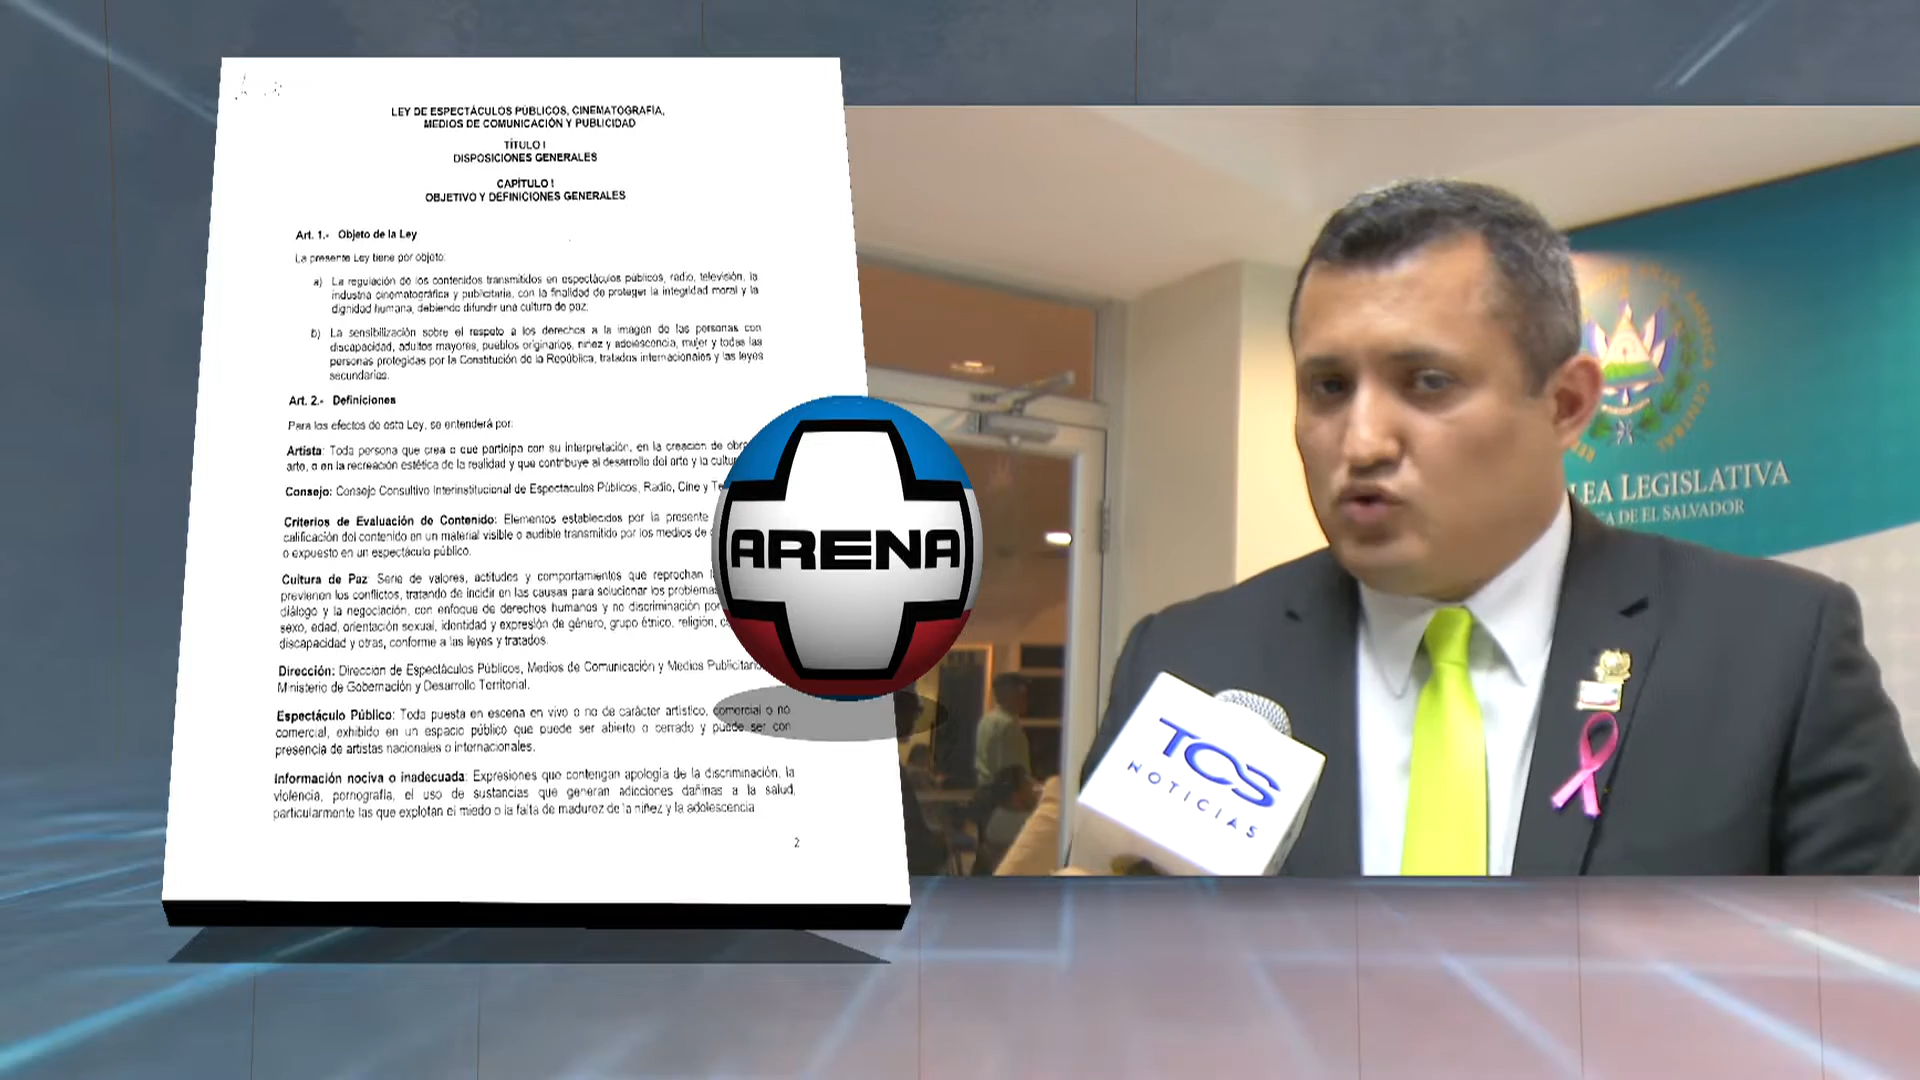 LEY DE ESPECTÁCULOS PÚBLICOS, CINEMATOGRAFÍA,
MEDIOS DE COMUNICACIÓN Y PUBLICIDAD
TÍTULO I
DISPOSICIONES GENERALES
CAPÍTULO I
OBJETIVO Y DEFINICIONES GENERALES
Art. 1.- Objeto de la Ley
La presente Ley tiene por objeto:
a) La regulación de los contenidos transmitidos en espectáculos públicos, radio, televisión, la
industria cinematográfica y publicitaria, con la finalidad de proteger la integridad moral y la
dignidad humana, debiendo difundir una cultura de paz.
b) La sensibilización sobre el respeto a los derechos a la imagen de las personas con
discapacidad, adultos mayores, pueblos originarios, niñez y adolescencia, mujer y todas las
personas protegidas por la Constitución de la República, tratados internacionales y las leyes
secundarias.
Art. 2.- Definiciones
Para los efectos de esta Ley, se entenderá por:
Artista: Toda persona que crea o que participa con su interpretación, en la creación de obr
arte, o en la recreación estética de la realidad y que contribuye al desarrollo del arte y la cultur
Consejo: Consejo Consultivo Interinstitucional de Espectáculos Públicos, Radio, Cine y Te
Criterios de Evaluación de Contenido: Elementos establecidos por la presente
calificación del contenido en un material visible o audible transmitido por los medios de
o expuesto en un espectáculo público.
Cultura de Paz: Serie de valores, actitudes y comportamientos que reprochan
previenen los conflictos, tratando de incidir en las causas para solucionar los problemas
diálogo y la negociación, con enfoque de derechos humanos y no discriminación por
sexo, edad, orientación sexual, identidad y expresión de género, grupo étnico, religión,
discapacidad y otras, conforme a las leyes y tratados.
Dirección: Dirección de Espectáculos Públicos, Medios de Comunicación y Medios Publicitario
Ministerio de Gobernación y Desarrollo Territorial.
Espectáculo Público: Toda puesta en escena en vivo o no de carácter artístico, comercial o no
comercial, exhibido en un espacio público que puede ser abierto o cerrado y puede ser con
presencia de artistas nacionales o internacionales.
Información nociva o inadecuada: Expresiones que contengan apología de la discriminación, la
violencia, pornografía, el uso de sustancias que generan adicciones dañinas a la salud,
particularmente las que explotan el miedo o la falta de madurez de la niñez y la adolescencia
2
ARENA
LEA LEGISLATIVA
CA DE EL SALVADOR
AMERICA CENTRAL
TCS
NOTICIAS